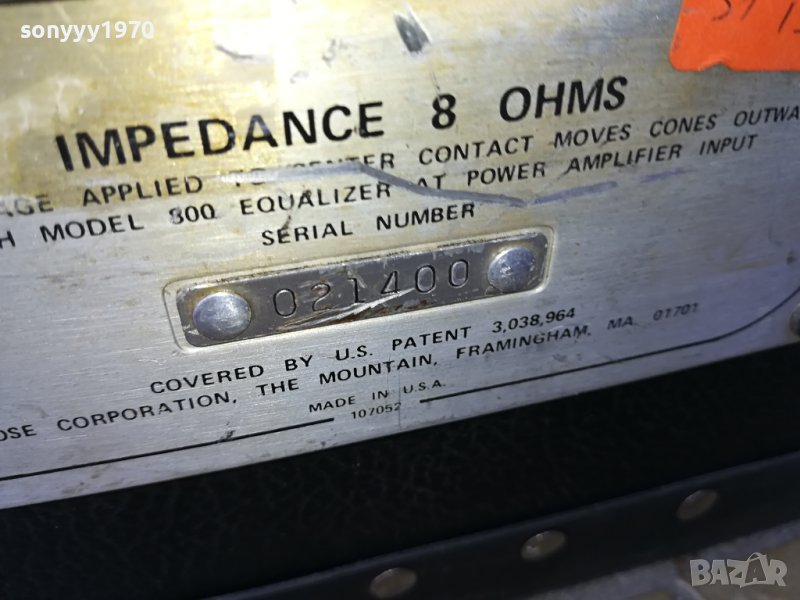 sonyyy1970
IMPEDANCE 8 OHMS
APPLIED CENTER CONTACT MOVES CONES
MODEL 800 EQUALIZER AT POWER AMPLIFIER INPUT
SERIAL NUMBER
021400
COVERED BY U.S. PATENT 3,038,964
CORPORATION, THE MOUNTAIN, FRAMINGHAM, MA 01701
MADE IN U.S.A.
107052
BAZAR